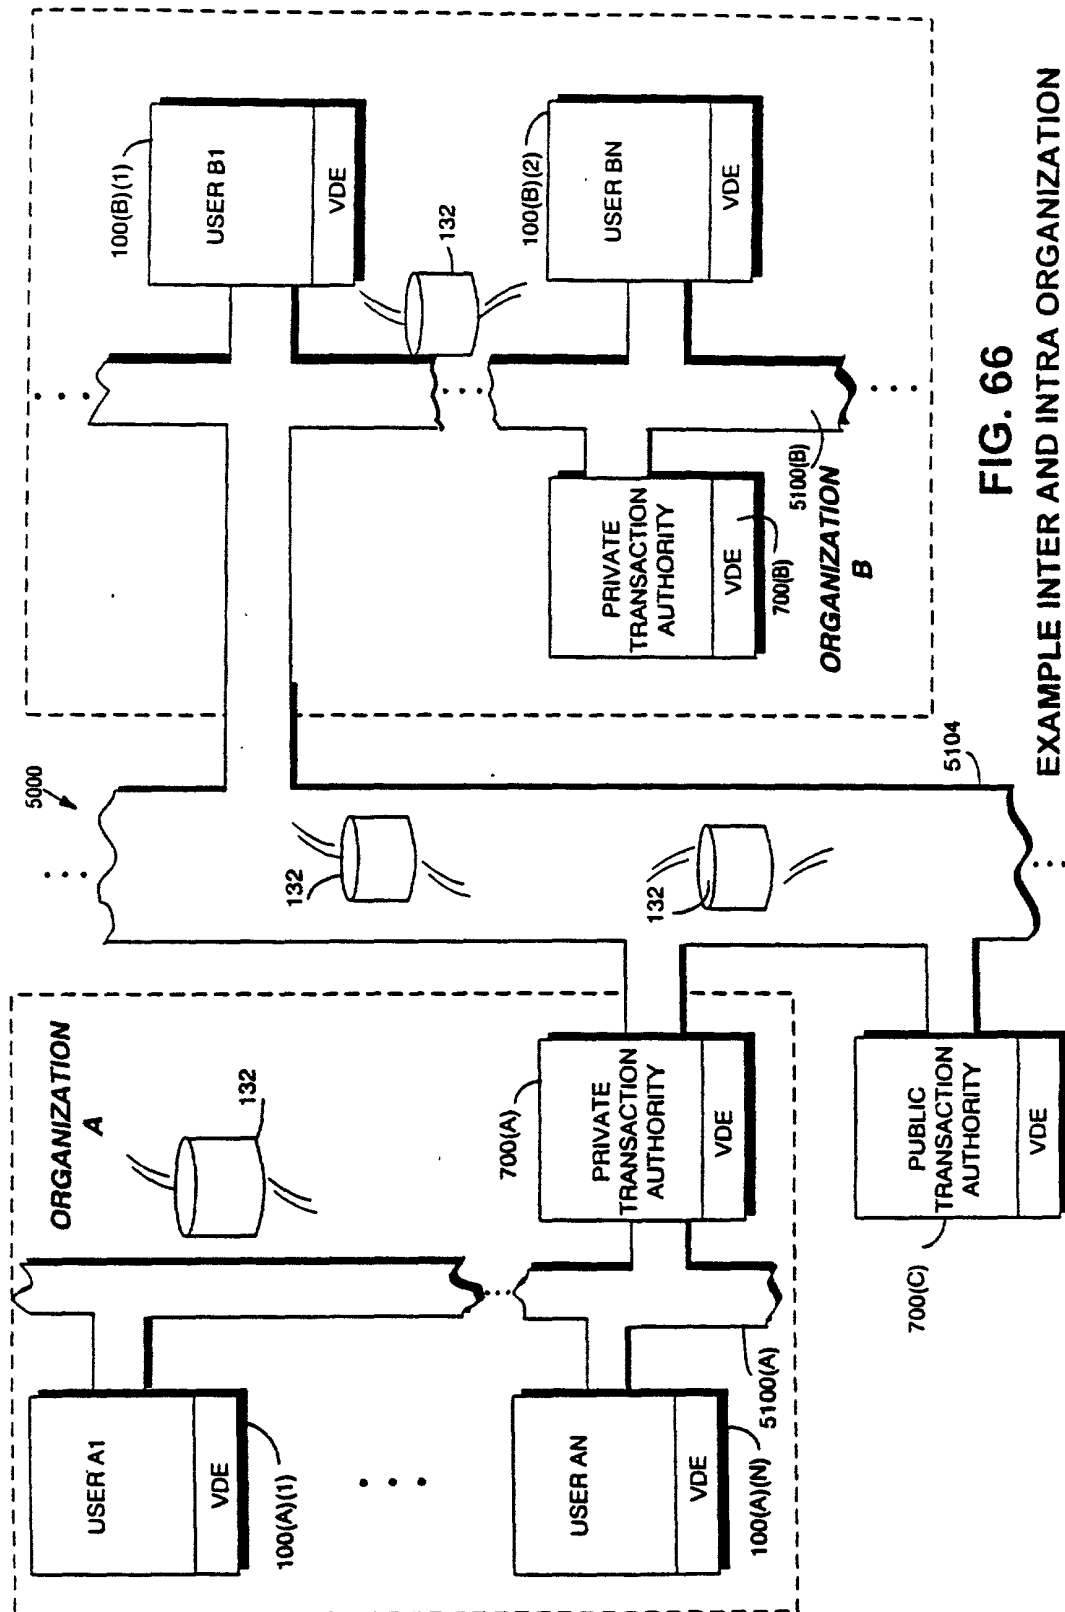 5000
ORGANIZATION
A
132
USER A1
VDE
100(A)(1)
USER AN
VDE
100(A)(N)
5100(A)
700(A)
PRIVATE
TRANSACTION
AUTHORITY
VDE
700(C)
PUBLIC
TRANSACTION
AUTHORITY
VDE
132
132
5104
100(B)(1)
USER B1
VDE
132
100(B)(2)
USER BN
VDE
PRIVATE
TRANSACTION
AUTHORITY
VDE
700(B)
5100(B)
ORGANIZATION
B
FIG. 66
EXAMPLE INTER AND INTRA ORGANIZATION